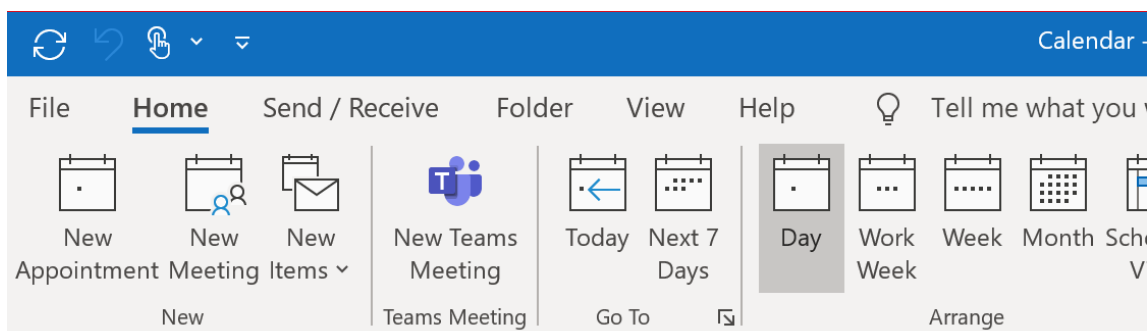 Calendar -
File Home Send / Receive Folder View Help Tell me what you
New Appointment New Meeting New Items New Teams Meeting Today Next 7 Days Day Work Week Week Month
New Teams Meeting Go To Arrange